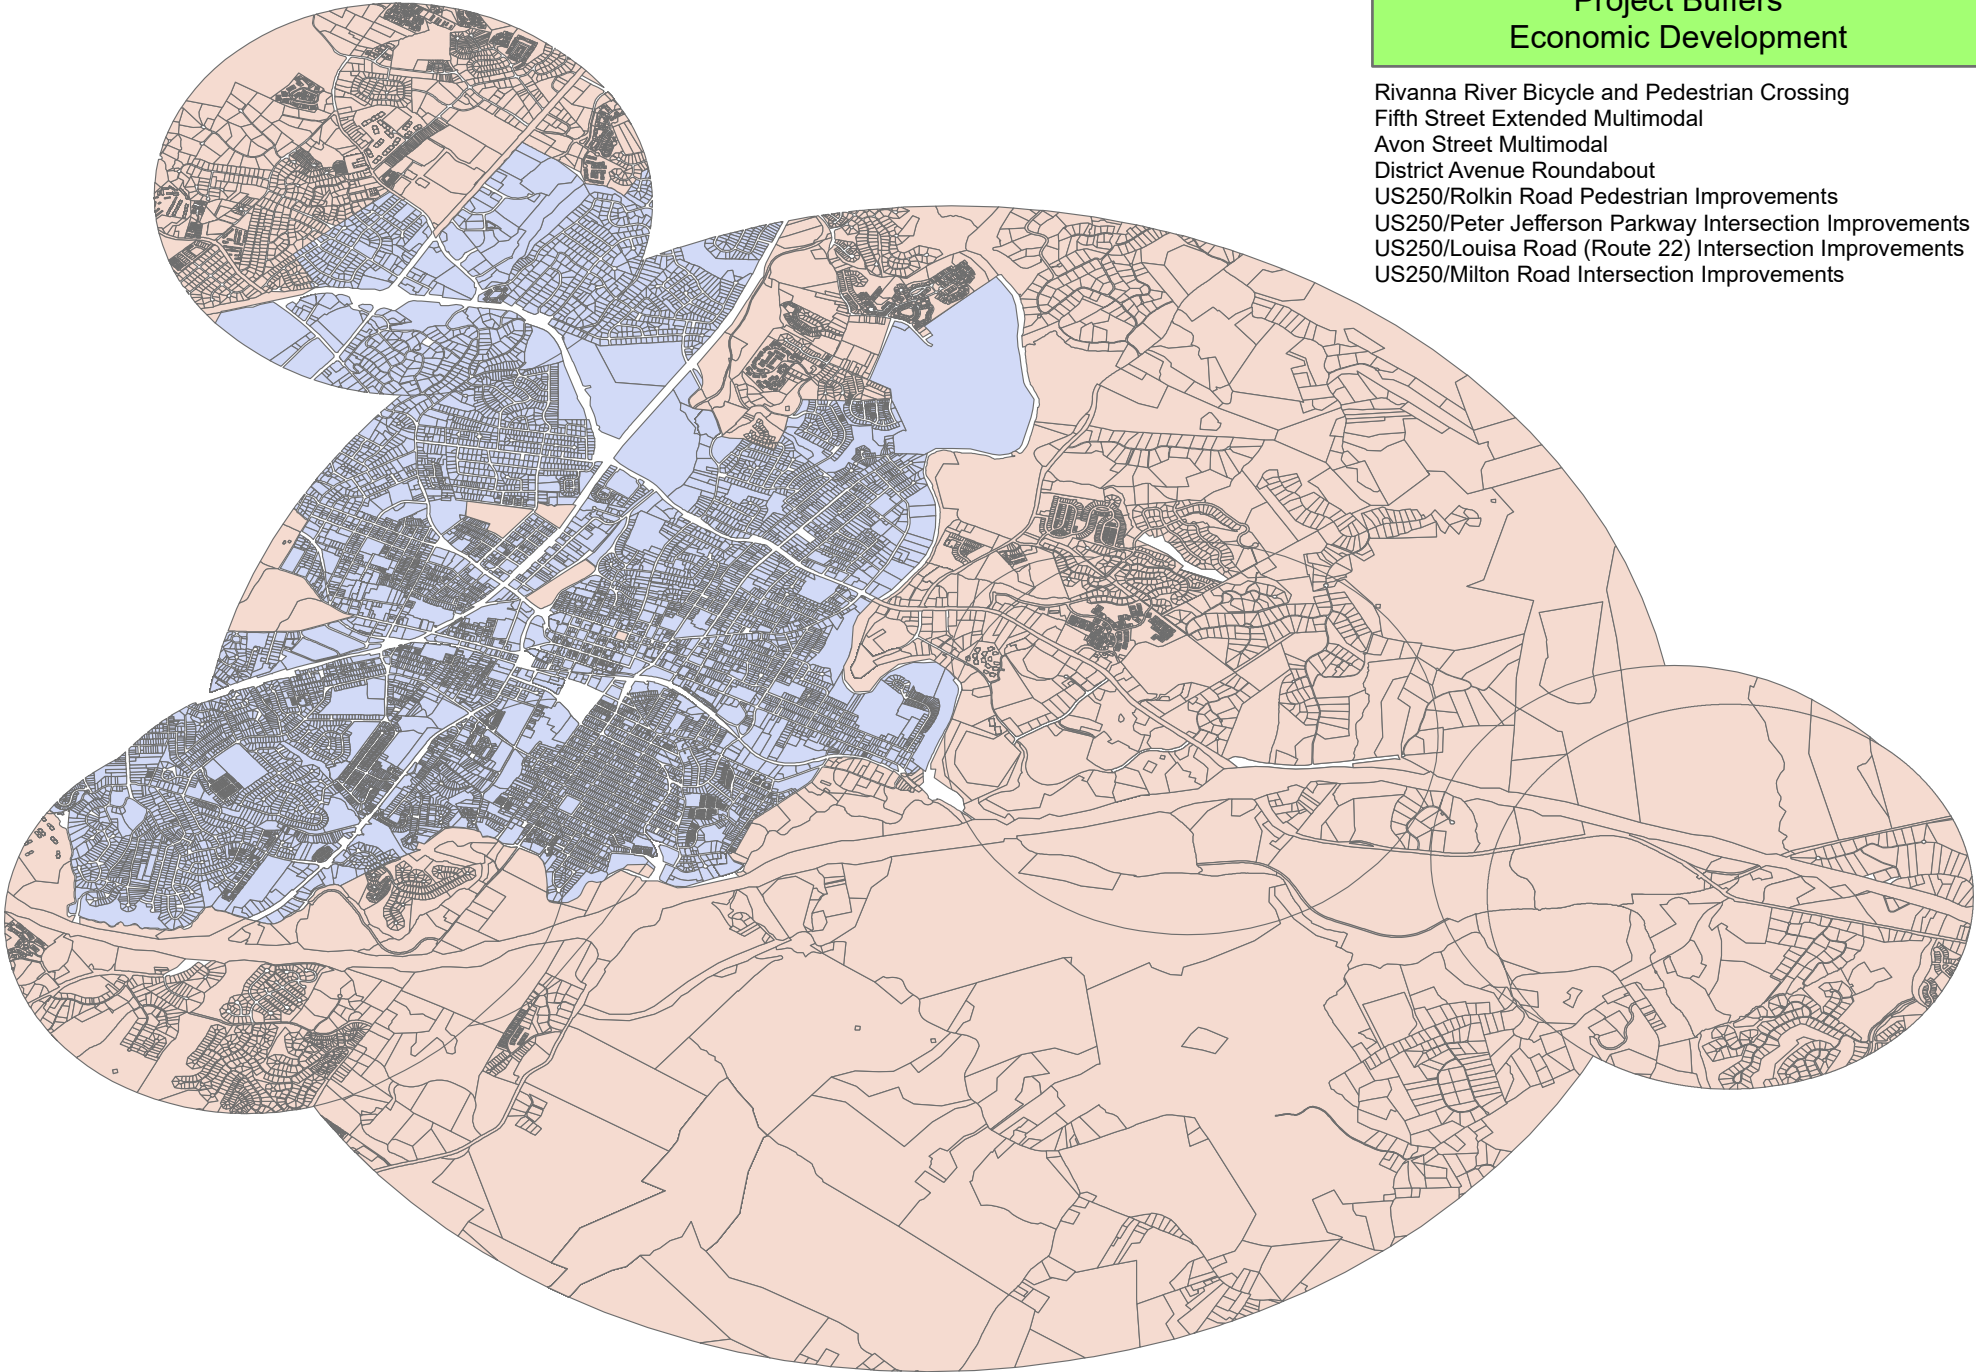 Project Buffers
Economic Development
Rivanna River Bicycle and Pedestrian Crossing
Fifth Street Extended Multimodal
Avon Street Multimodal
District Avenue Roundabout
US250/Rolkin Road Pedestrian Improvements
US250/Peter Jefferson Parkway Intersection Improvements
US250/Louisa Road (Route 22) Intersection Improvements
US250/Milton Road Intersection Improvements